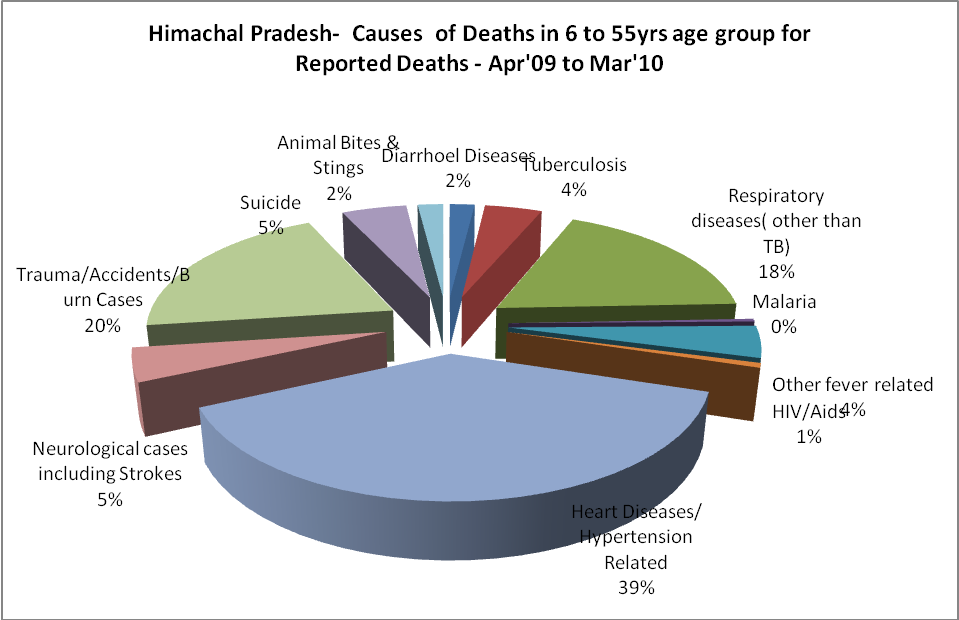 Himachal Pradesh-  Causes  of Deaths in 6 to 55yrs age group for
Reported Deaths - Apr'09 to Mar'10
Animal Bites &
Stings
2%
Diarrhoel Diseases
2%
Tuberculosis
4%
Suicide
5%
Respiratory
diseases( other than
TB)
18%
Trauma/Accidents/B
urn Cases
20%
Malaria
0%
Other fever related
4%
HIV/Aids
1%
Neurological cases
including Strokes
5%
Heart Diseases/
Hypertension
Related
39%